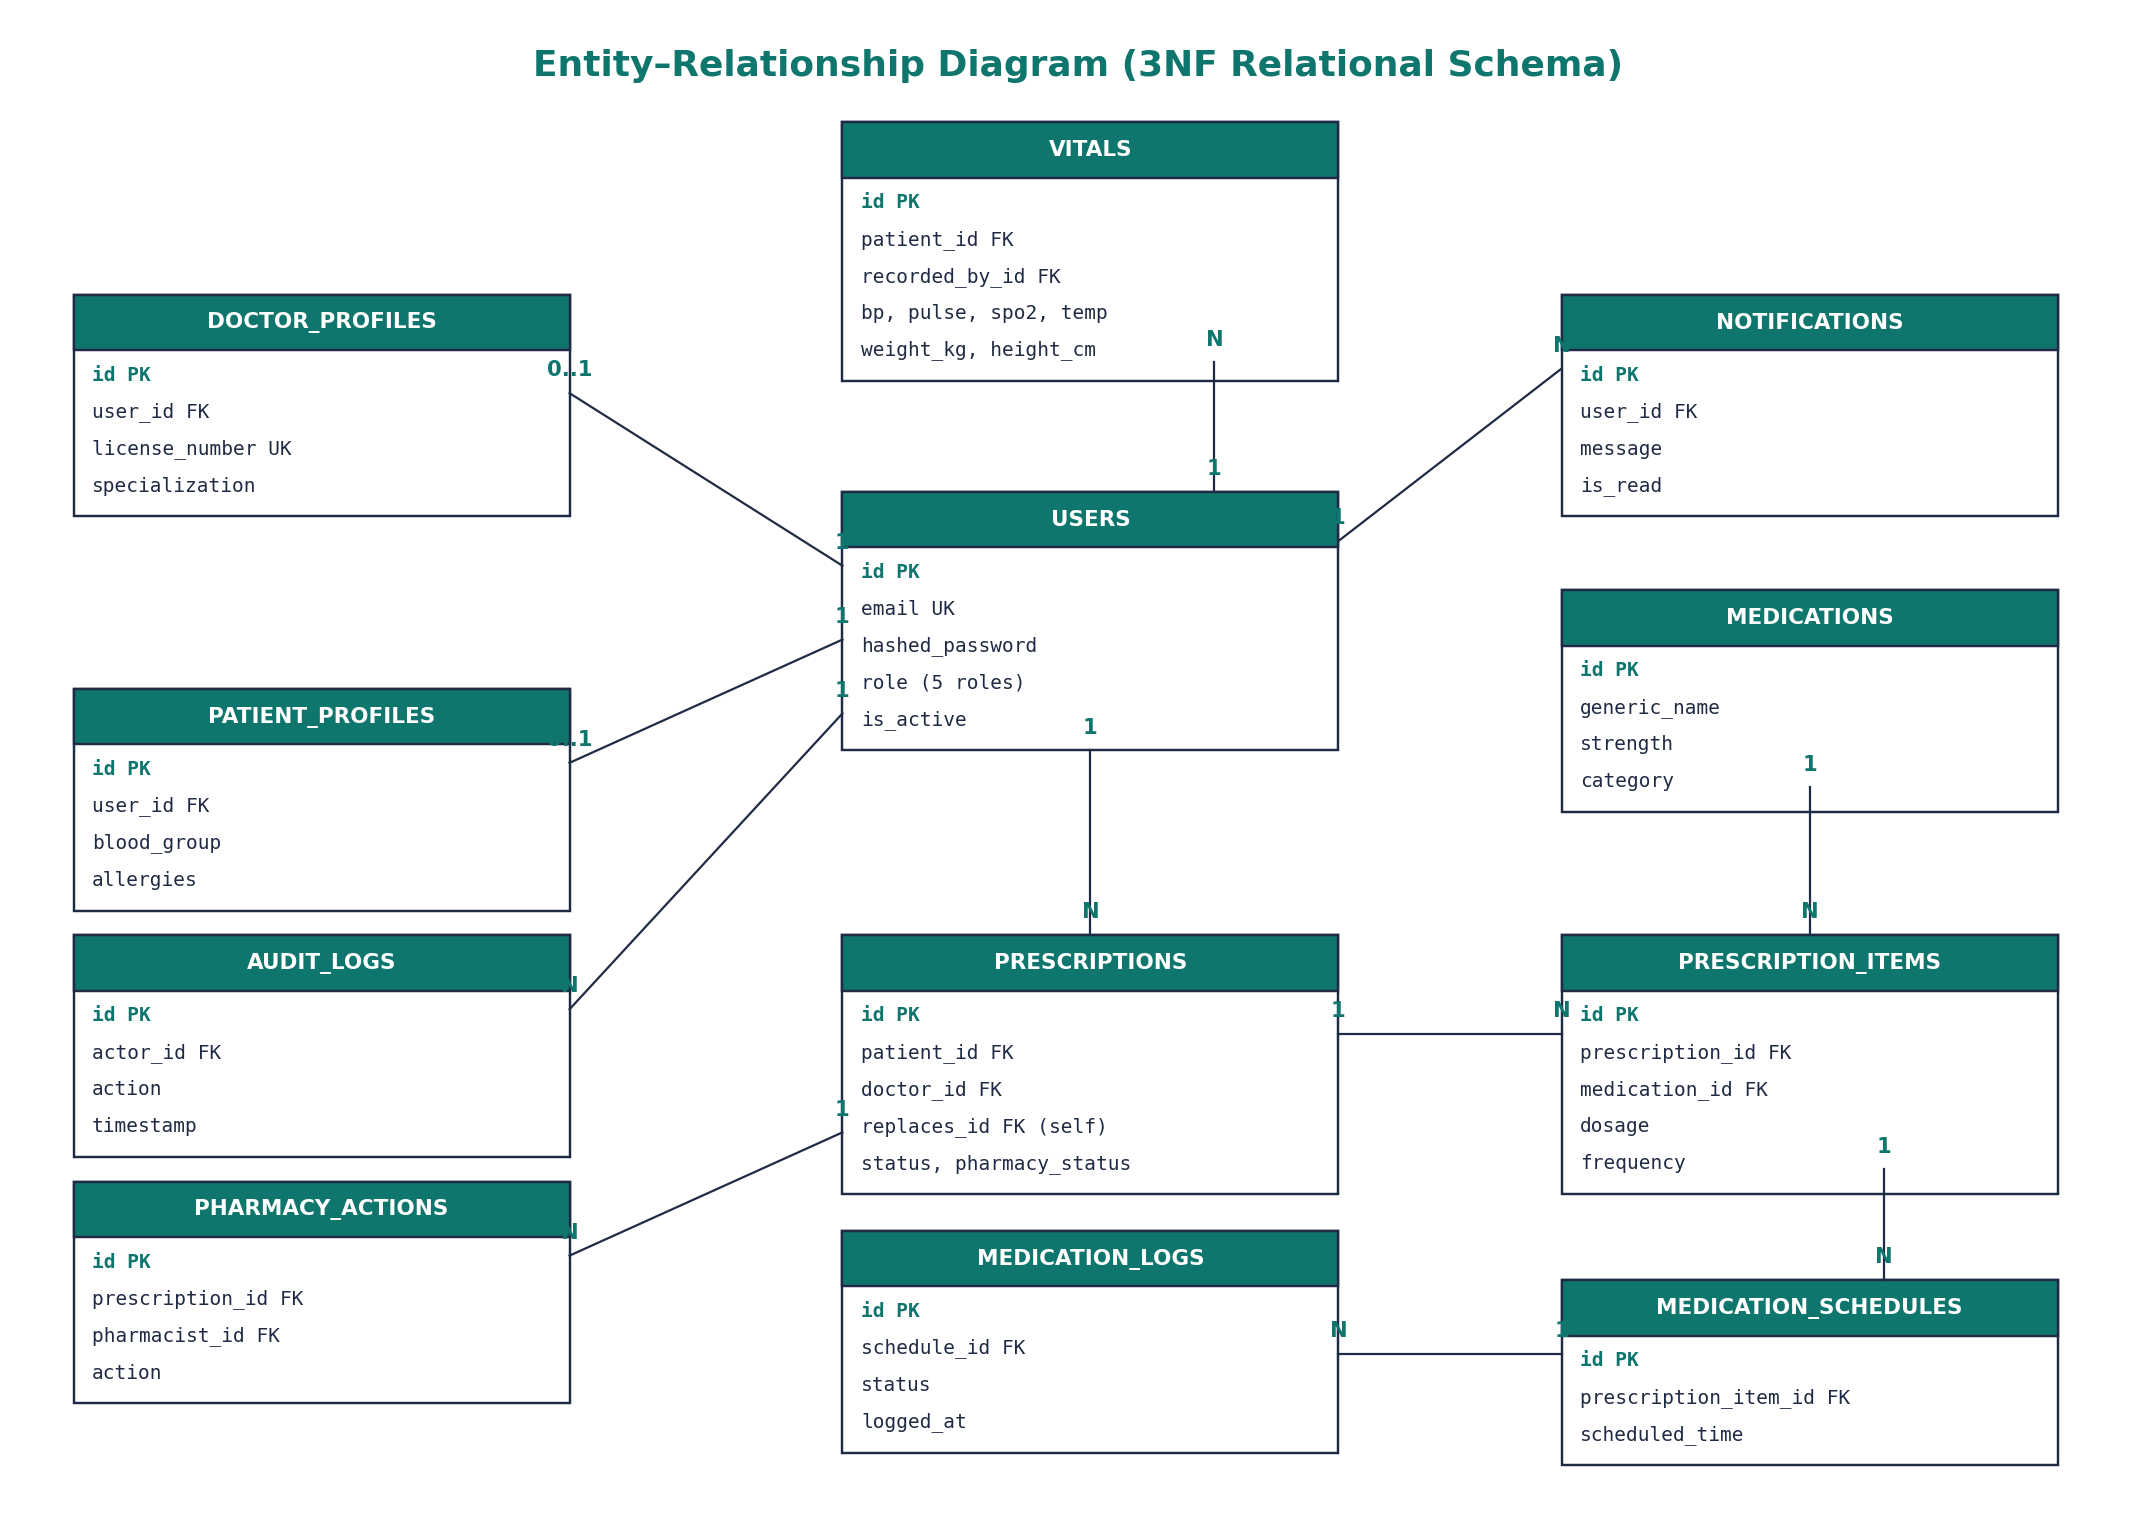 Entity–Relationship Diagram (3NF Relational Schema)
VITALS
id PK
patient_id FK
recorded_by_id FK
bp, pulse, spo2, temp
weight_kg, height_cm
N
1
DOCTOR_PROFILES
id PK
user_id FK
license_number UK
specialization
0..1
1
NOTIFICATIONS
id PK
user_id FK
message
is_read
N
1
USERS
id PK
email UK
hashed_password
role (5 roles)
is_active
1
1
1
N
MEDICATIONS
id PK
generic_name
strength
category
1
N
PATIENT_PROFILES
id PK
user_id FK
blood_group
allergies
0..1
AUDIT_LOGS
id PK
actor_id FK
action
timestamp
N
PRESCRIPTIONS
id PK
patient_id FK
doctor_id FK
replaces_id FK (self)
status, pharmacy_status
1
1
PRESCRIPTION_ITEMS
id PK
prescription_id FK
medication_id FK
dosage
frequency
N
1
N
PHARMACY_ACTIONS
id PK
prescription_id FK
pharmacist_id FK
action
N
MEDICATION_LOGS
id PK
schedule_id FK
status
logged_at
N
MEDICATION_SCHEDULES
id PK
prescription_item_id FK
scheduled_time
1